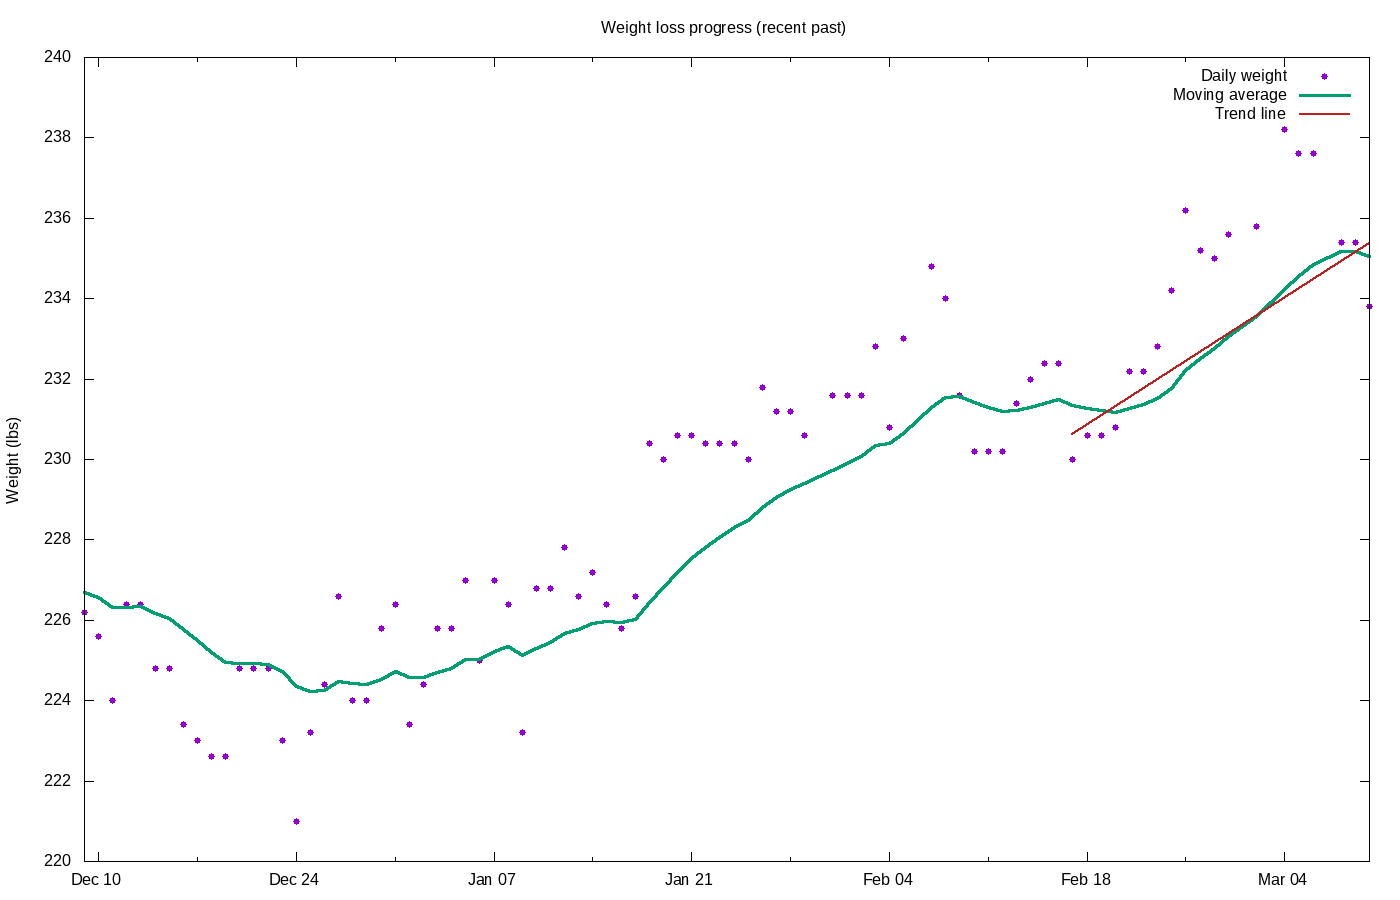 Weight loss progress (recent past)
240
238
236
234
232
230
228
226
224
222
220
Weight (lbs)
Daily weight
Moving average
Trend line
Dec 10 Dec 24 Jan 07 Jan 21 Feb 04 Feb 18 Mar 04